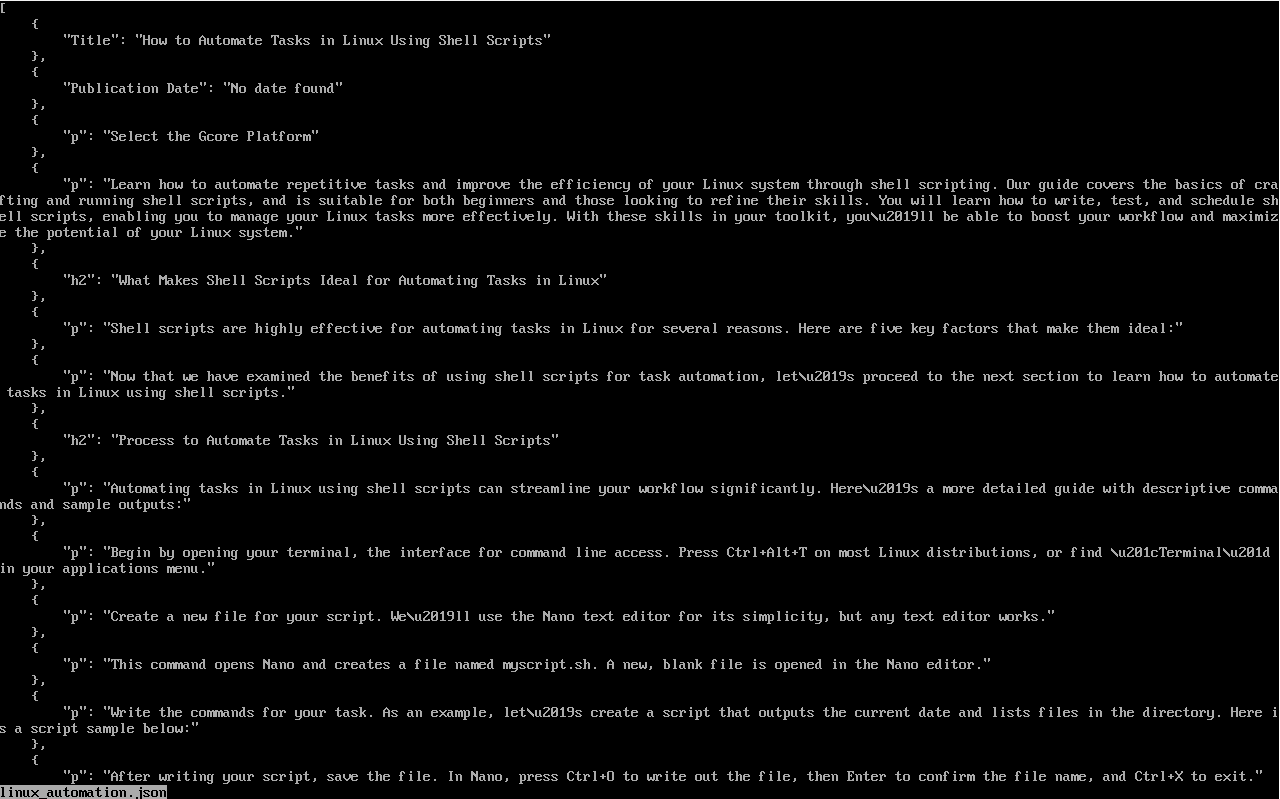 [
    {
        "Title": "How to Automate Tasks in Linux Using Shell Scripts"
    },
    {
        "Publication Date": "No date found"
    },
    {
        "p": "Select the Gcore Platform"
    },
    {
        "p": "Learn how to automate repetitive tasks and improve the efficiency of your Linux system through shell scripting. Our guide covers the basics of cra
fting and running shell scripts, and is suitable for both beginners and those looking to refine their skills. You will learn how to write, test, and schedule sh
ell scripts, enabling you to manage your Linux tasks more effectively. With these skills in your toolkit, you\u2019ll be able to boost your workflow and maximiz
e the potential of your Linux system."
    },
    {
        "h2": "What Makes Shell Scripts Ideal for Automating Tasks in Linux"
    },
    {
        "p": "Shell scripts are highly effective for automating tasks in Linux for several reasons. Here are five key factors that make them ideal:"
    },
    {
        "p": "Now that we have examined the benefits of using shell scripts for task automation, let\u2019s proceed to the next section to learn how to automate
 tasks in Linux using shell scripts."
    },
    {
        "h2": "Process to Automate Tasks in Linux Using Shell Scripts"
    },
    {
        "p": "Automating tasks in Linux using shell scripts can streamline your workflow significantly. Here\u2019s a more detailed guide with descriptive comma
nds and sample outputs:"
    },
    {
        "p": "Begin by opening your terminal, the interface for command line access. Press Ctrl+Alt+T on most Linux distributions, or find \u201cTerminal\u201d
in your applications menu."
    },
    {
        "p": "Create a new file for your script. We\u2019ll use the Nano text editor for its simplicity, but any text editor works."
    },
    {
        "p": "This command opens Nano and creates a file named myscript.sh. A new, blank file is opened in the Nano editor."
    },
    {
        "p": "Write the commands for your task. As an example, let\u2019s create a script that outputs the current date and lists files in the directory. Here i
s a script sample below:"
    },
    {
        "p": "After writing your script, save the file. In Nano, press Ctrl+O to write out the file, then Enter to confirm the file name, and Ctrl+X to exit."
linux_automation.json